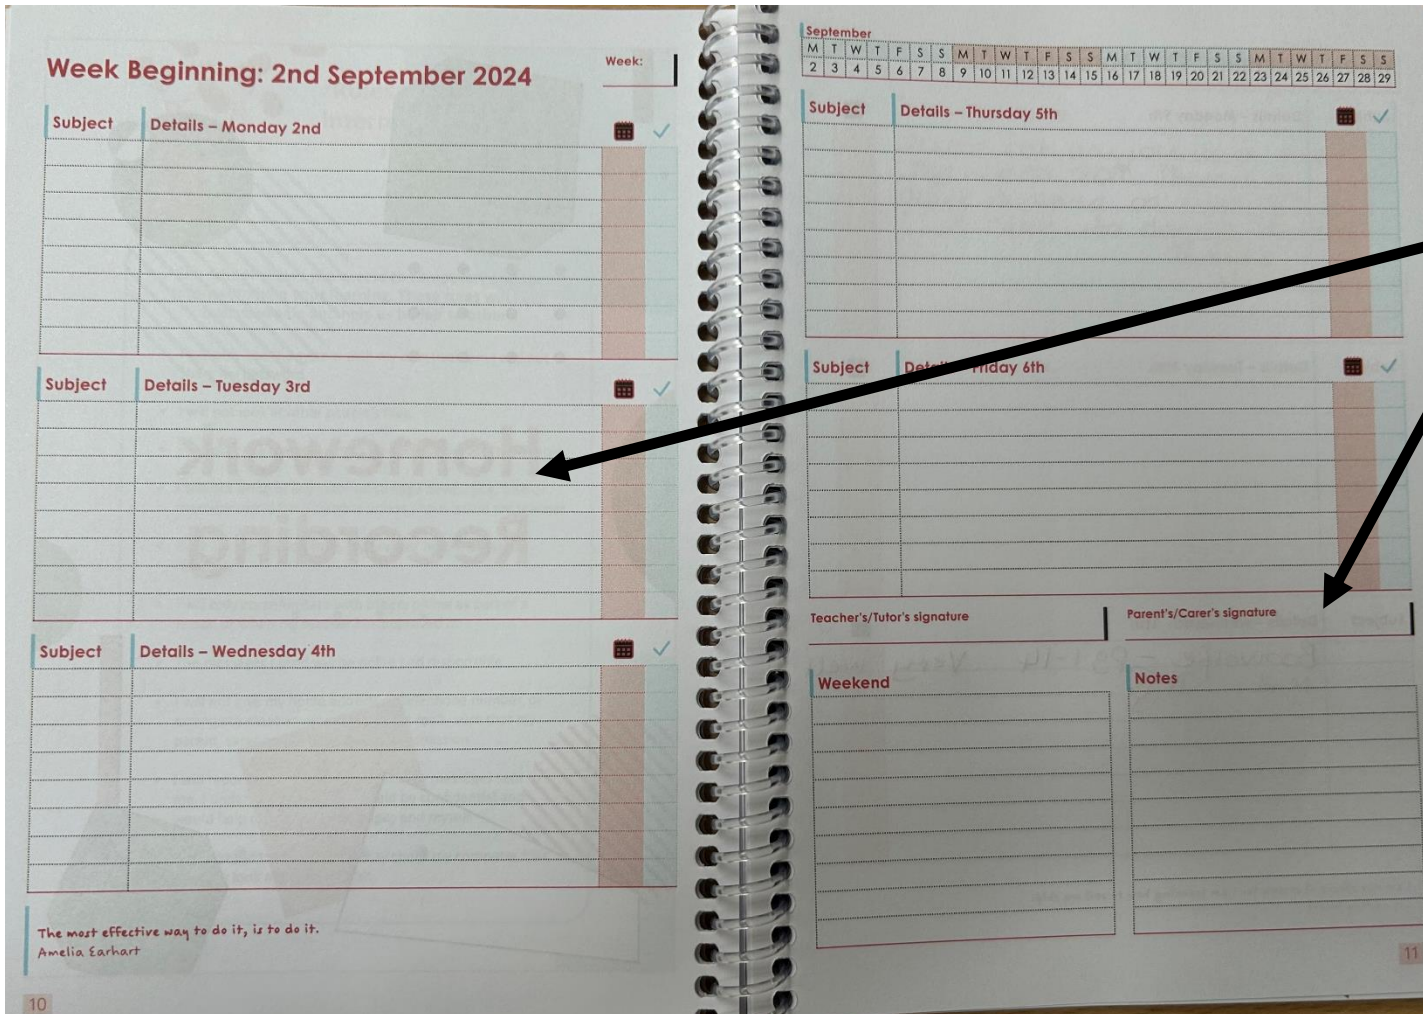 Week Beginning: 2nd September 2024
Week:
Subject Details – Monday 2nd
Subject Details – Tuesday 3rd
Homework
Recording
Subject Details – Wednesday 4th
The most effective way to do it, is to do it.
Amelia Earhart
10
September
M T W T F S S M T W T F S S M T W T F S S M T W T F S S
2 3 4 5 6 7 8 9 10 11 12 13 14 15 16 17 18 19 20 21 22 23 24 25 26 27 28 29
Subject Details – Thursday 5th
Subject Details – Friday 6th
Teacher's/Tutor's signature
Parent's/Carer's signature
Weekend
Notes
11